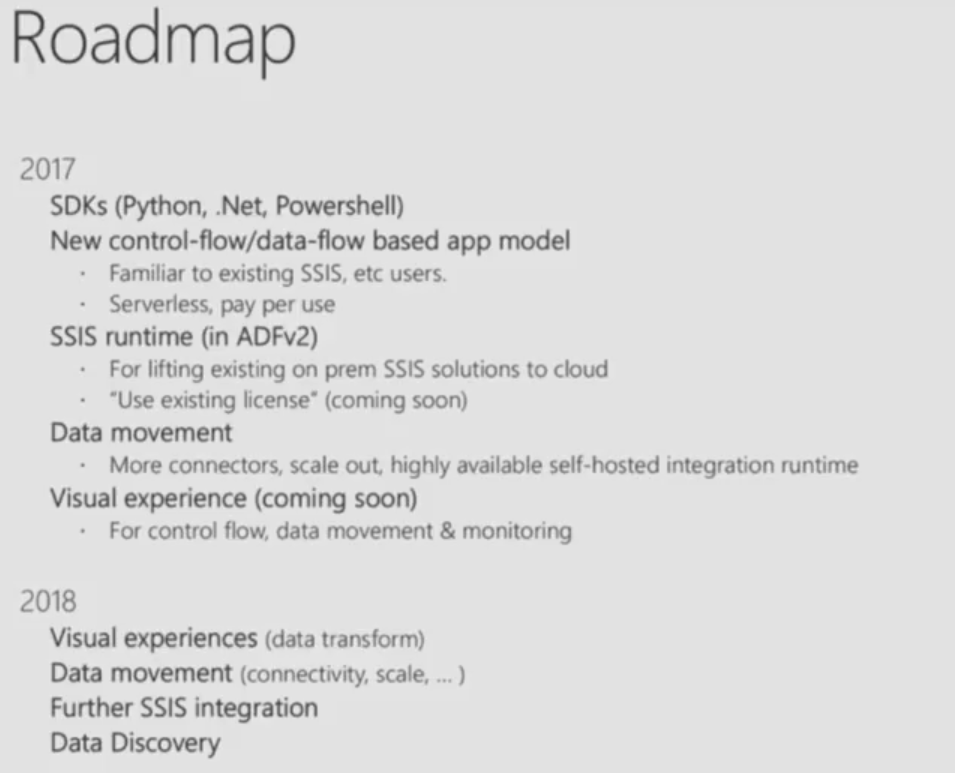 Roadmap
2017
SDKs (Python, .Net, Powershell)
New control-flow/data-flow based app model
· Familiar to existing SSIS, etc users.
· Serverless, pay per use
SSIS runtime (in ADFv2)
· For lifting existing on prem SSIS solutions to cloud
· "Use existing license" (coming soon)
Data movement
· More connectors, scale out, highly available self-hosted integration runtime
Visual experience (coming soon)
· For control flow, data movement & monitoring
2018
Visual experiences (data transform)
Data movement (connectivity, scale, ... )
Further SSIS integration
Data Discovery